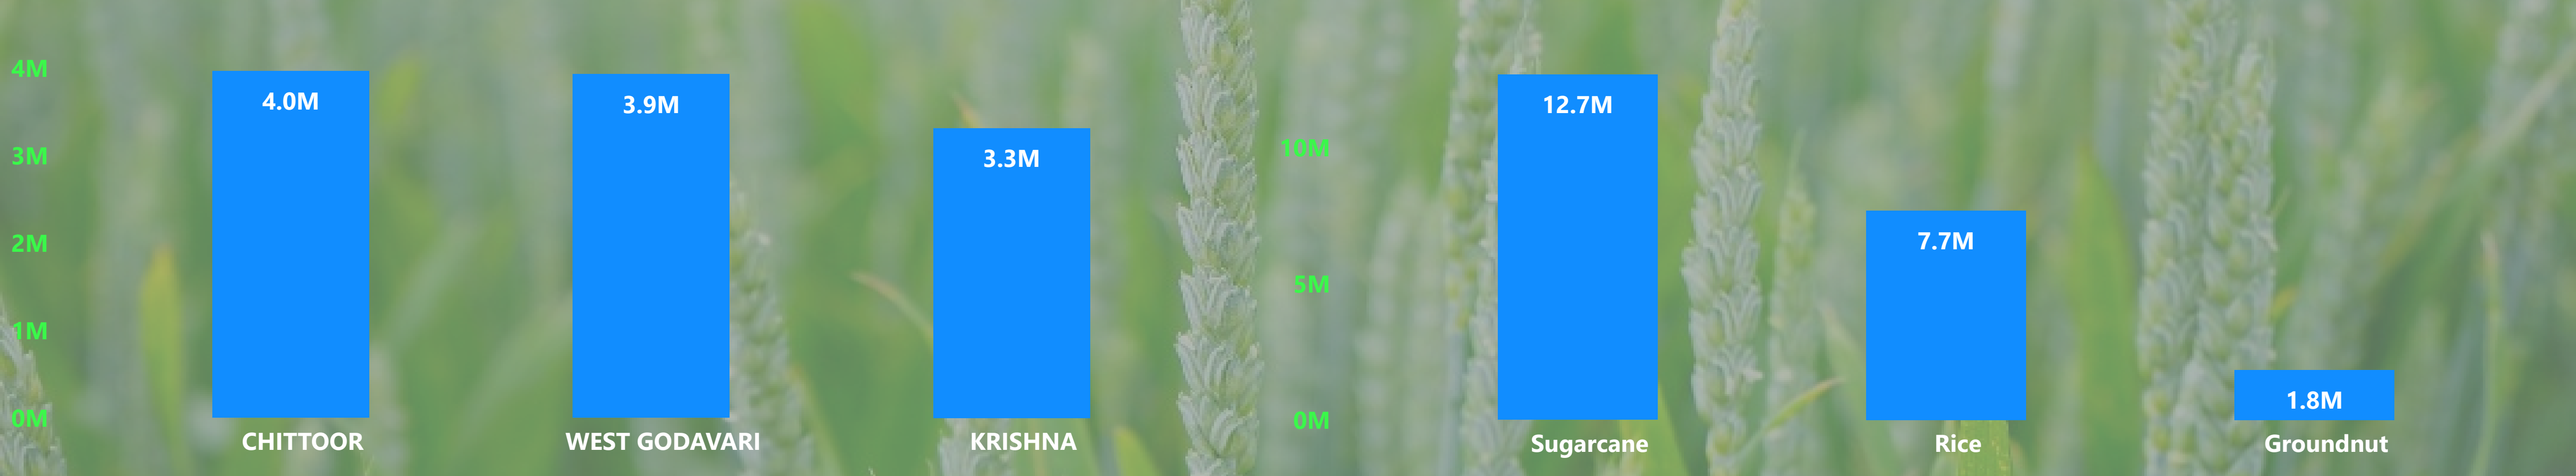 4M
3M
2M
1M
0M
4.0M
3.9M
3.3M
CHITTOOR
WEST GODAVARI
KRISHNA
10M
5M
0M
12.7M
7.7M
1.8M
Sugarcane
Rice
Groundnut